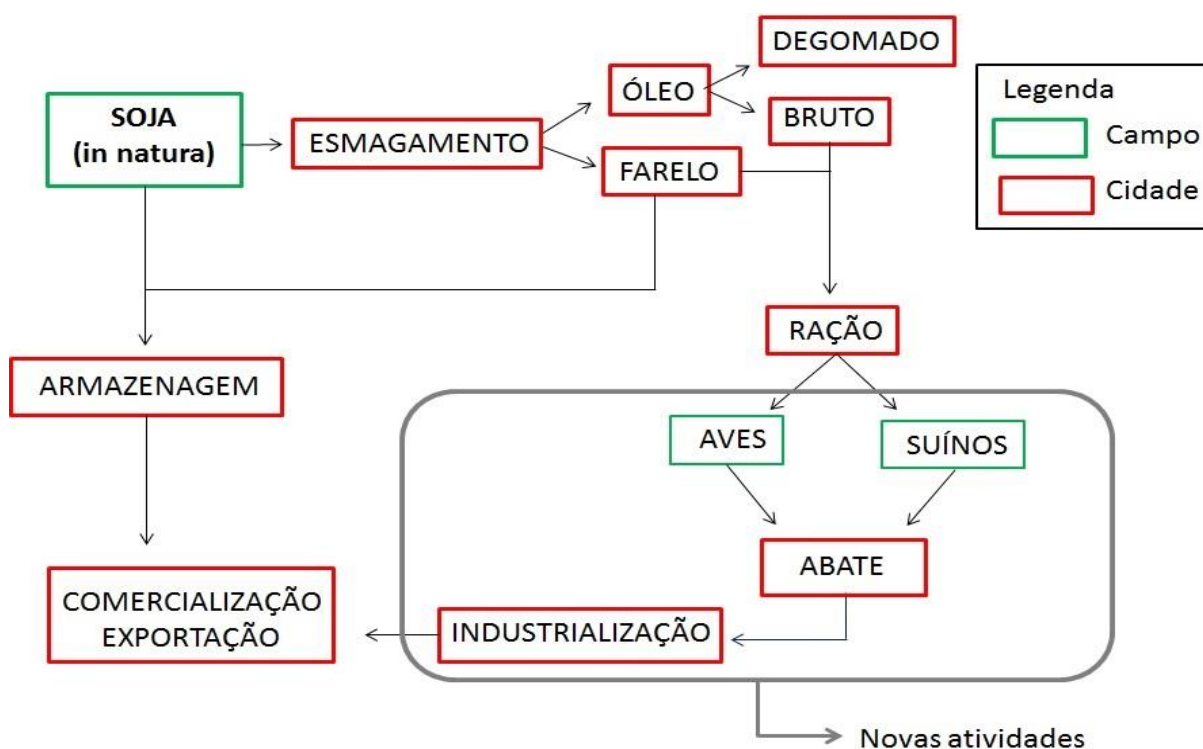 DEGOMADO
ÓLEO
SOJA
(in natura)
ESMAGAMENTO
BRUTO
FARELO
Legenda
Campo
Cidade
RAÇÃO
ARMAZENAGEM
AVES
SUÍNOS
ABATE
COMERCIALIZAÇÃO
EXPORTAÇÃO
INDUSTRIALIZAÇÃO
Novas atividades